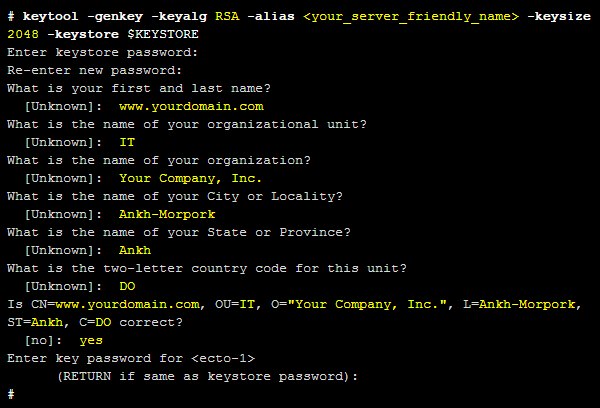 # keytool -genkey -keyalg RSA -alias <your_server_friendly_name> -keysize
2048 -keystore $KEYSTORE
Enter keystore password:
Re-enter new password:
What is your first and last name?
  [Unknown]:  www.yourdomain.com
What is the name of your organizational unit?
  [Unknown]:  IT
What is the name of your organization?
  [Unknown]:  Your Company, Inc.
What is the name of your City or Locality?
  [Unknown]:  Ankh-Morpork
What is the name of your State or Province?
  [Unknown]:  Ankh
What is the two-letter country code for this unit?
  [Unknown]:  DO
Is CN=www.yourdomain.com, OU=IT, O="Your Company, Inc.", L=Ankh-Morpork,
ST=Ankh, C=DO correct?
  [no]:  yes
Enter key password for <ecto-1>
      (RETURN if same as keystore password):
#